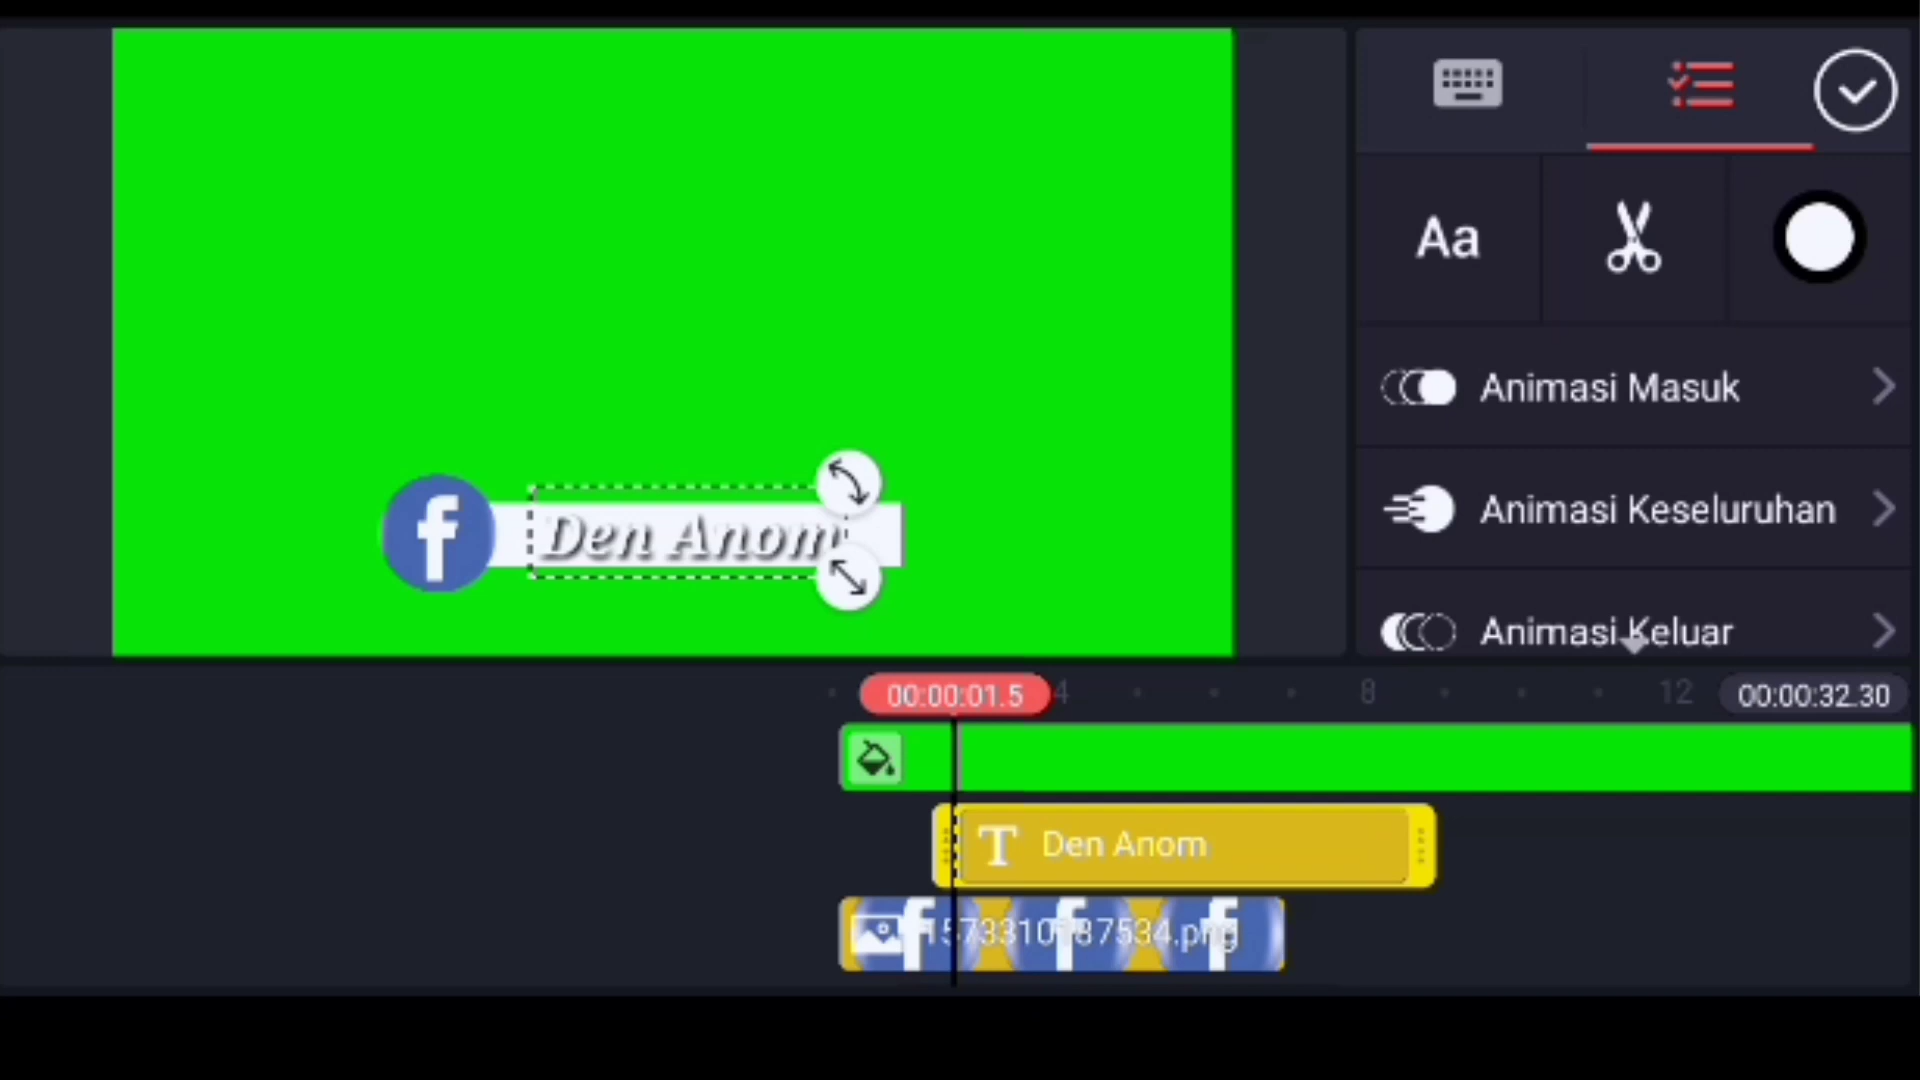 Aa
Animasi Masuk
Animasi Keseluruhan
Animasi Keluar
f Den Anom
00:00:01.5 4 8 12 00:00:32.30
T Den Anom